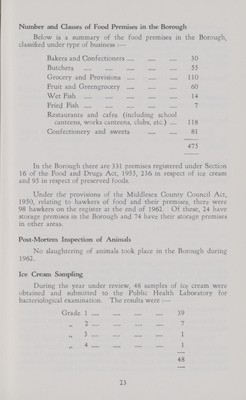 Number and Classes of Food Premises in the Borough
Below is a summary of the food premises in the Borough,
classified under type of business :—
Bakers and Confectioners — — — 30
Butchers — — — — 55
Grocery and Provisions — — — 110
Fruit and Greengrocery — — — 60
Wet Fish — — — — — 14
Fried Fish — — — — — 7
Restaurants and cafes (including school
canteens, works canteens, clubs, etc.) — 118
Confectionery and sweets — — 81
475
In the Borough there are 331 premises registered under Section
16 of the Food and Drugs Act, 1955, 236 in respect of ice cream
and 95 in respect of preserved foods.
Under the provisions of the Middlesex County Council Act,
1950, relating to hawkers of food and their premises, there were
98 hawkers on the register at the end of 1962. Of these, 24 have
storage premises in the Borough and 74 have their storage premises
in other areas.
Post-Mortem Inspection of Animals
No slaughtering of animals took place in the Borough during
1962.
Ice Cream Sampling
During the year under review, 48 samples of ice cream were
obtained and submitted to the Public Health Laboratory for
bacteriological examination. The results were :—
Grade 1 — — — — 39
„ 2 — — — — 7
„ 3 — — — — 1
„ 4 — — — — 1
48
25